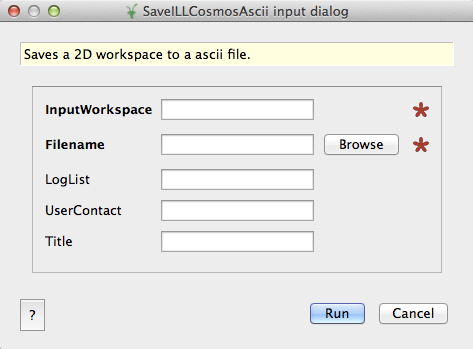 SaveILLCosmosAscii input dialog
Saves a 2D workspace to a ascii file.
InputWorkspace *
Filename Browse *
LogList
UserContact
Title
? Run Cancel